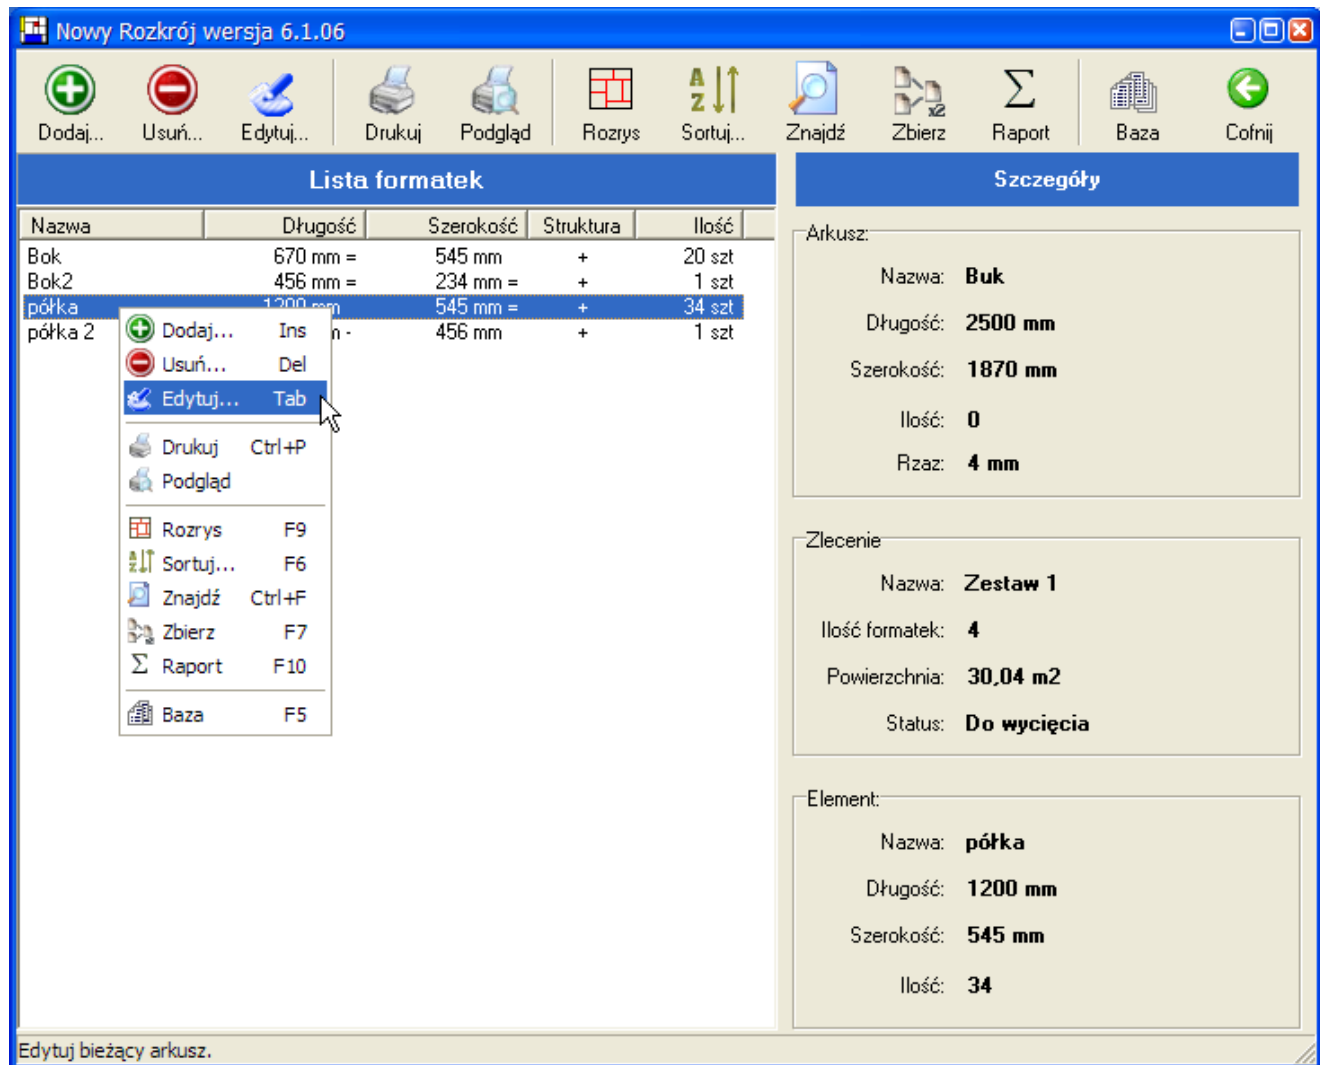 Nowy Rozkrój wersja 6.1.06
Dodaj... Usuń... Edytuj... Drukuj Podgląd Rozrys Sortuj... Znajdź Zbierz Raport Baza Cofnij
Lista formatek
Nazwa Długość Szerokość Struktura Ilość
Bok 670 mm = 545 mm + 20 szt
Bok2 456 mm = 234 mm = + 1 szt
półka 1200 mm 545 mm = + 34 szt
półka 2 - 456 mm + 1 szt
Dodaj... Ins
Usuń... Del
Edytuj... Tab
Drukuj Ctrl+P
Podgląd
Rozrys F9
Sortuj... F6
Znajdź Ctrl+F
Zbierz F7
Raport F10
Baza F5
Szczegóły
Arkusz:
Nazwa: Buk
Długość: 2500 mm
Szerokość: 1870 mm
Ilość: 0
Rzaz: 4 mm
Zlecenie
Nazwa: Zestaw 1
Ilość formatek: 4
Powierzchnia: 30,04 m2
Status: Do wycięcia
Element:
Nazwa: półka
Długość: 1200 mm
Szerokość: 545 mm
Ilość: 34
Edytuj bieżący arkusz.